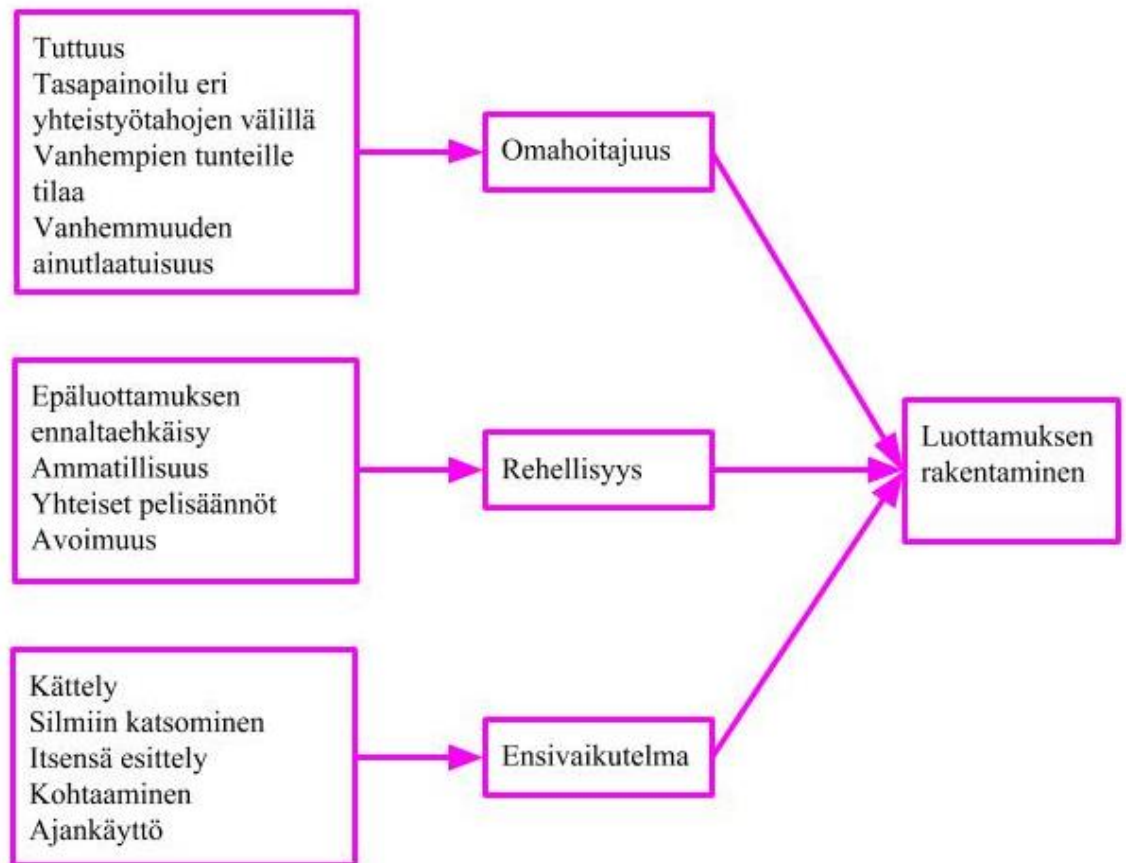 Tuttuus
Tasapainoilu eri
yhteistyötahojen välillä
Vanhempien tunteille
tilaa
Vanhemmuuden
ainutlaatuisuus
Omahoitajuus
Epäluottamuksen
ennaltaehkäisy
Ammatillisuus
Yhteiset pelisäännöt
Avoimuus
Rehellisyys
Luottamuksen
rakentaminen
Kättely
Silmiin katsominen
Itsensä esittely
Kohtaaminen
Ajankäyttö
Ensivaikutelma